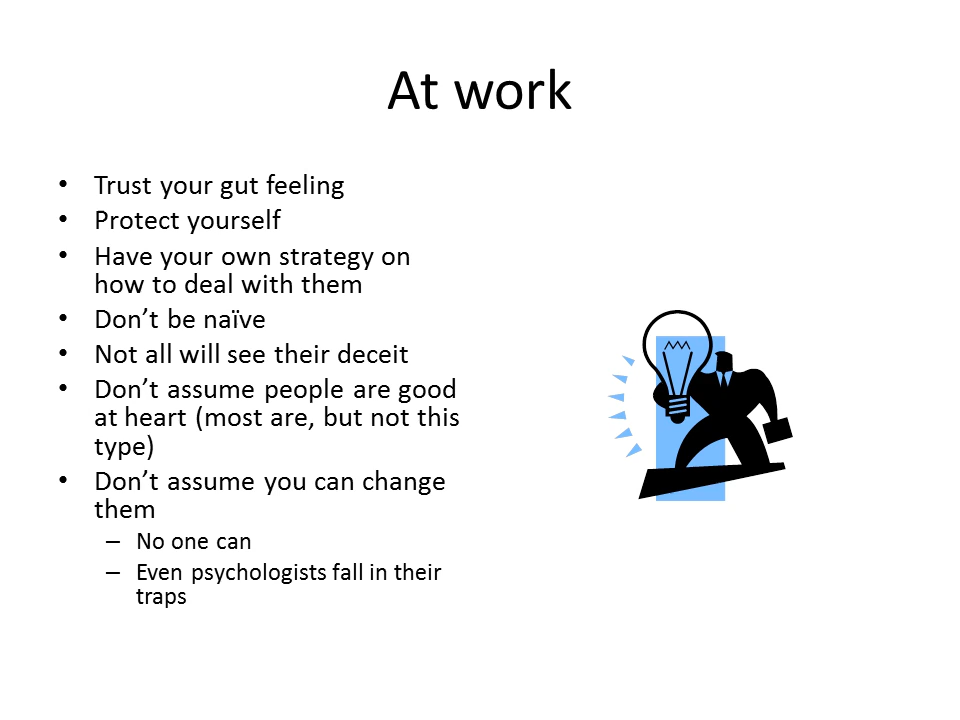 At work
• Trust your gut feeling
• Protect yourself
• Have your own strategy on
how to deal with them
• Don’t be naïve
• Not all will see their deceit
• Don’t assume people are good
at heart (most are, but not this
type)
• Don’t assume you can change
them
– No one can
– Even psychologists fall in their
traps